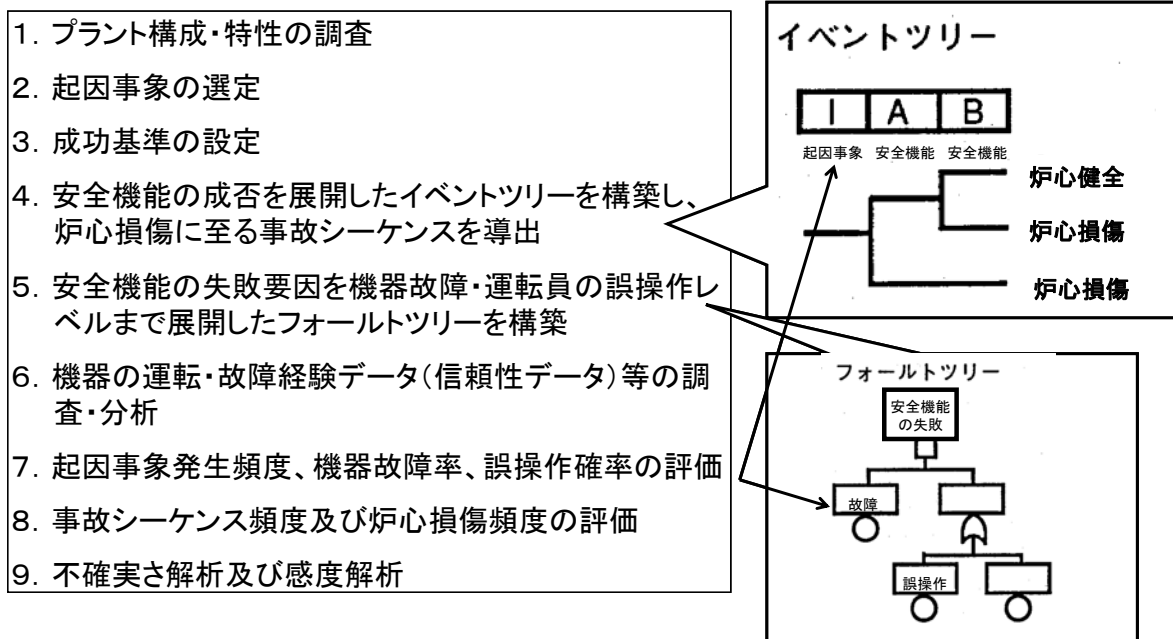 1．プラント構成・特性の調査
2．起因事象の選定
3．成功基準の設定
4．安全機能の成否を展開したイベントツリーを構築し、
炉心損傷に至る事故シーケンスを導出
5．安全機能の失敗要因を機器故障・運転員の誤操作レ
ベルまで展開したフォールトツリーを構築
6．機器の運転・故障経験データ（信頼性データ）等の調
査・分析
7．起因事象発生頻度、機器故障率、誤操作確率の評価
8．事故シーケンス頻度及び炉心損傷頻度の評価
9．不確実さ解析及び感度解析
イベントツリー
I A B
起因事象 安全機能 安全機能
炉心健全
炉心損傷
炉心損傷
フォールトツリー
安全機能
の失敗
故障
誤操作